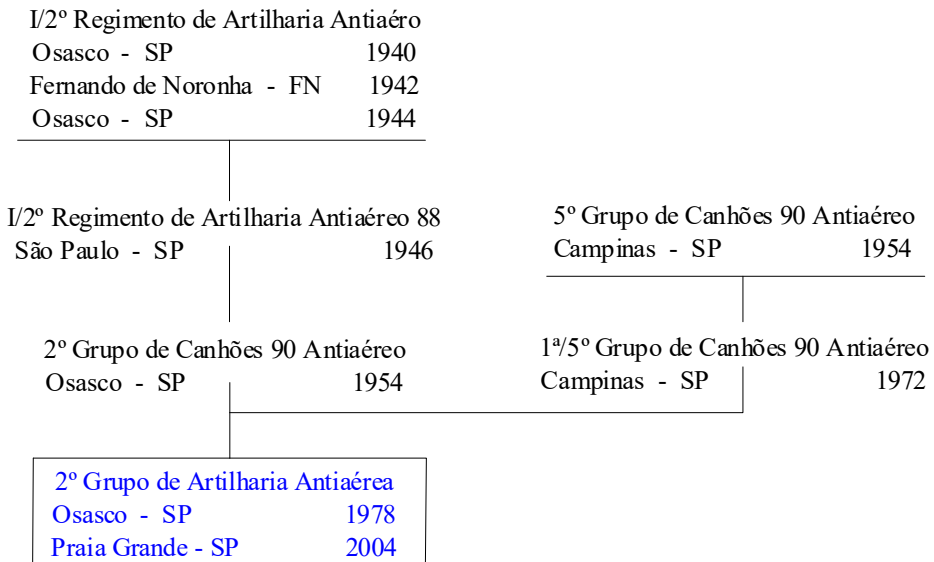 I/2º Regimento de Artilharia Antiaéro
Osasco - SP 1940
Fernando de Noronha - FN 1942
Osasco - SP 1944
I/2º Regimento de Artilharia Antiaéreo 88
São Paulo - SP 1946
5º Grupo de Canhões 90 Antiaéreo
Campinas - SP 1954
2º Grupo de Canhões 90 Antiaéreo
Osasco - SP 1954
1ª/5º Grupo de Canhões 90 Antiaéreo
Campinas - SP 1972
2º Grupo de Artilharia Antiaérea
Osasco - SP 1978
Praia Grande - SP 2004